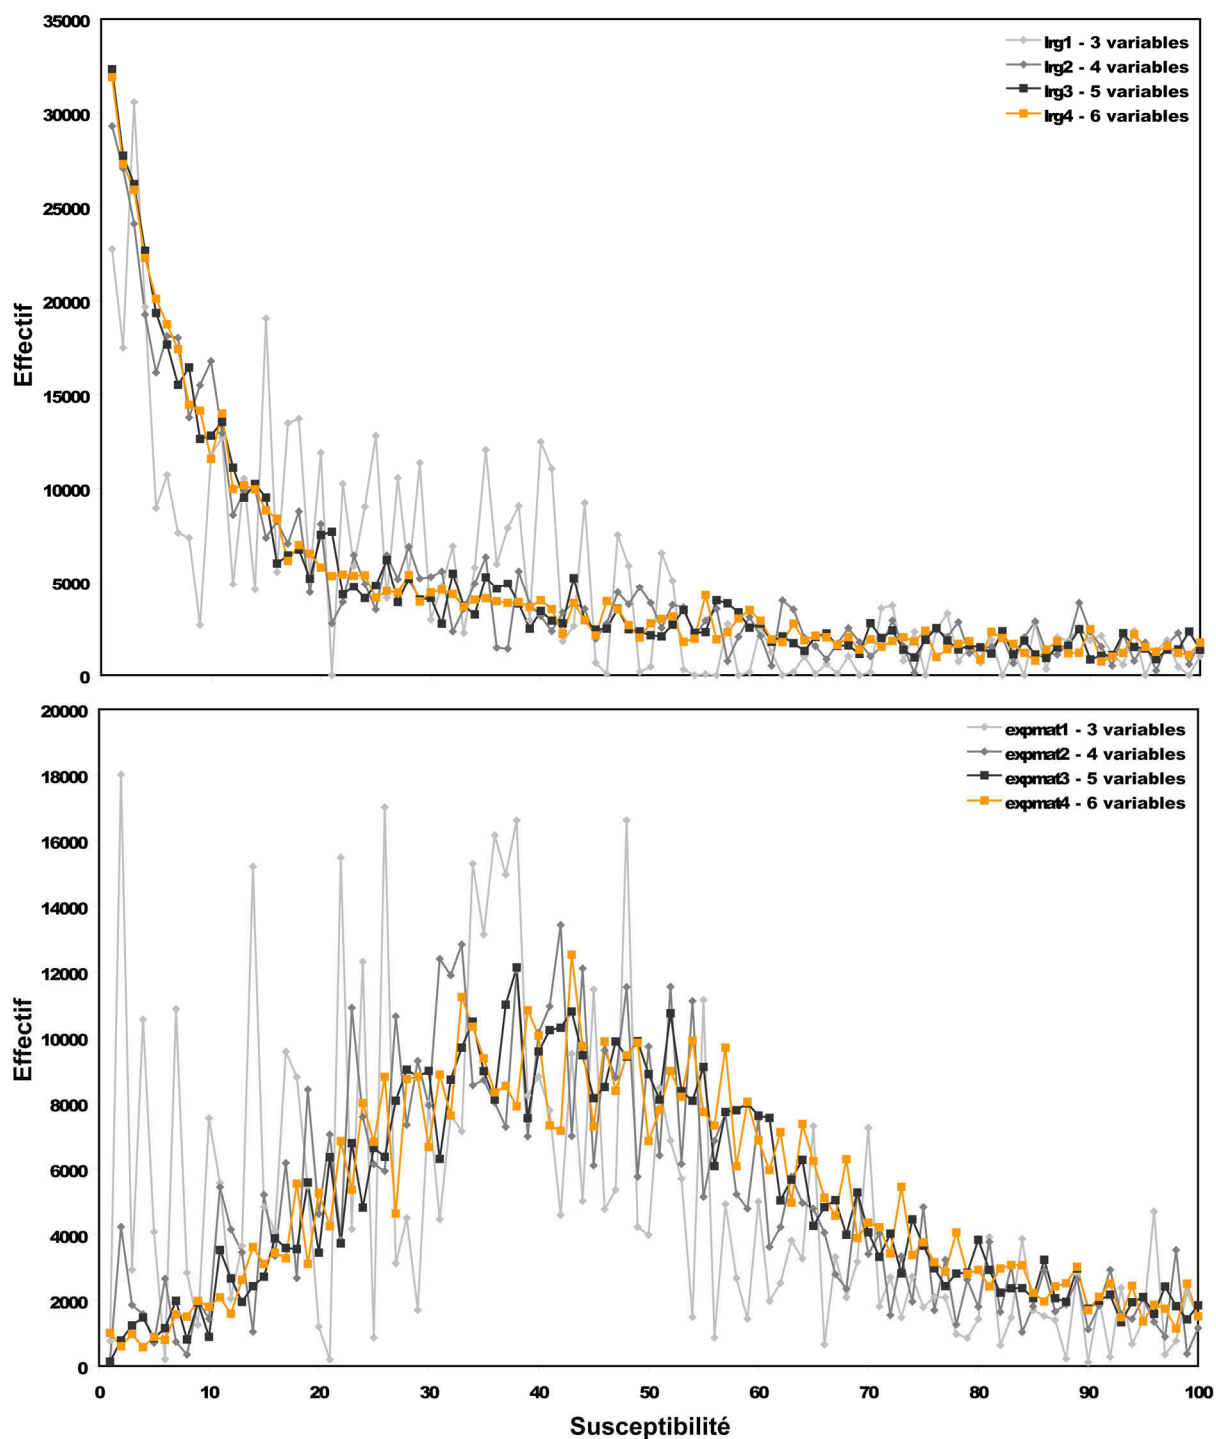 35000
30000
25000
20000
15000
10000
5000
0
Effectif
lrg1 - 3 variables
lrg2 - 4 variables
lrg3 - 5 variables
lrg4 - 6 variables
20000
18000
16000
14000
12000
10000
8000
6000
4000
2000
0
Effectif
expmat1 - 3 variables
expmat2 - 4 variables
expmat3 - 5 variables
expmat4 - 6 variables
0 10 20 30 40 50 60 70 80 90 100
Susceptibilité